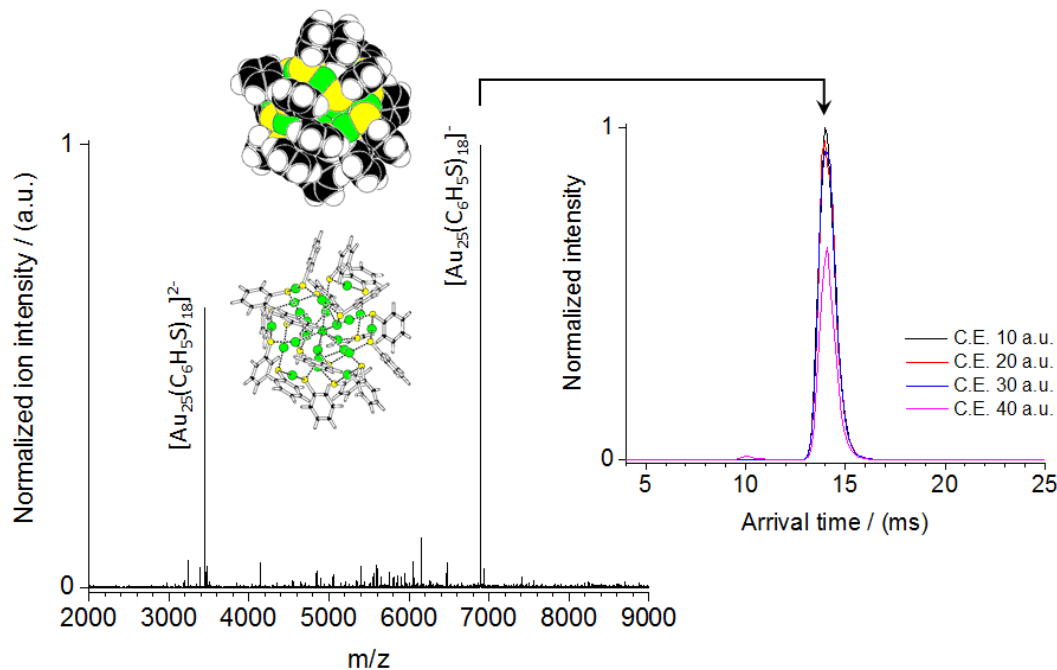 Normalized ion intensity / (a.u.)
1
0
[Au₂₅(C₆H₅S)₁₈]²⁻
[Au₂₅(C₆H₅S)₁₈]⁻
2000 3000 4000 5000 6000 7000 8000 9000
m/z
Normalized intensity
1
0
C.E. 10 a.u.
C.E. 20 a.u.
C.E. 30 a.u.
C.E. 40 a.u.
5 10 15 20 25
Arrival time / (ms)